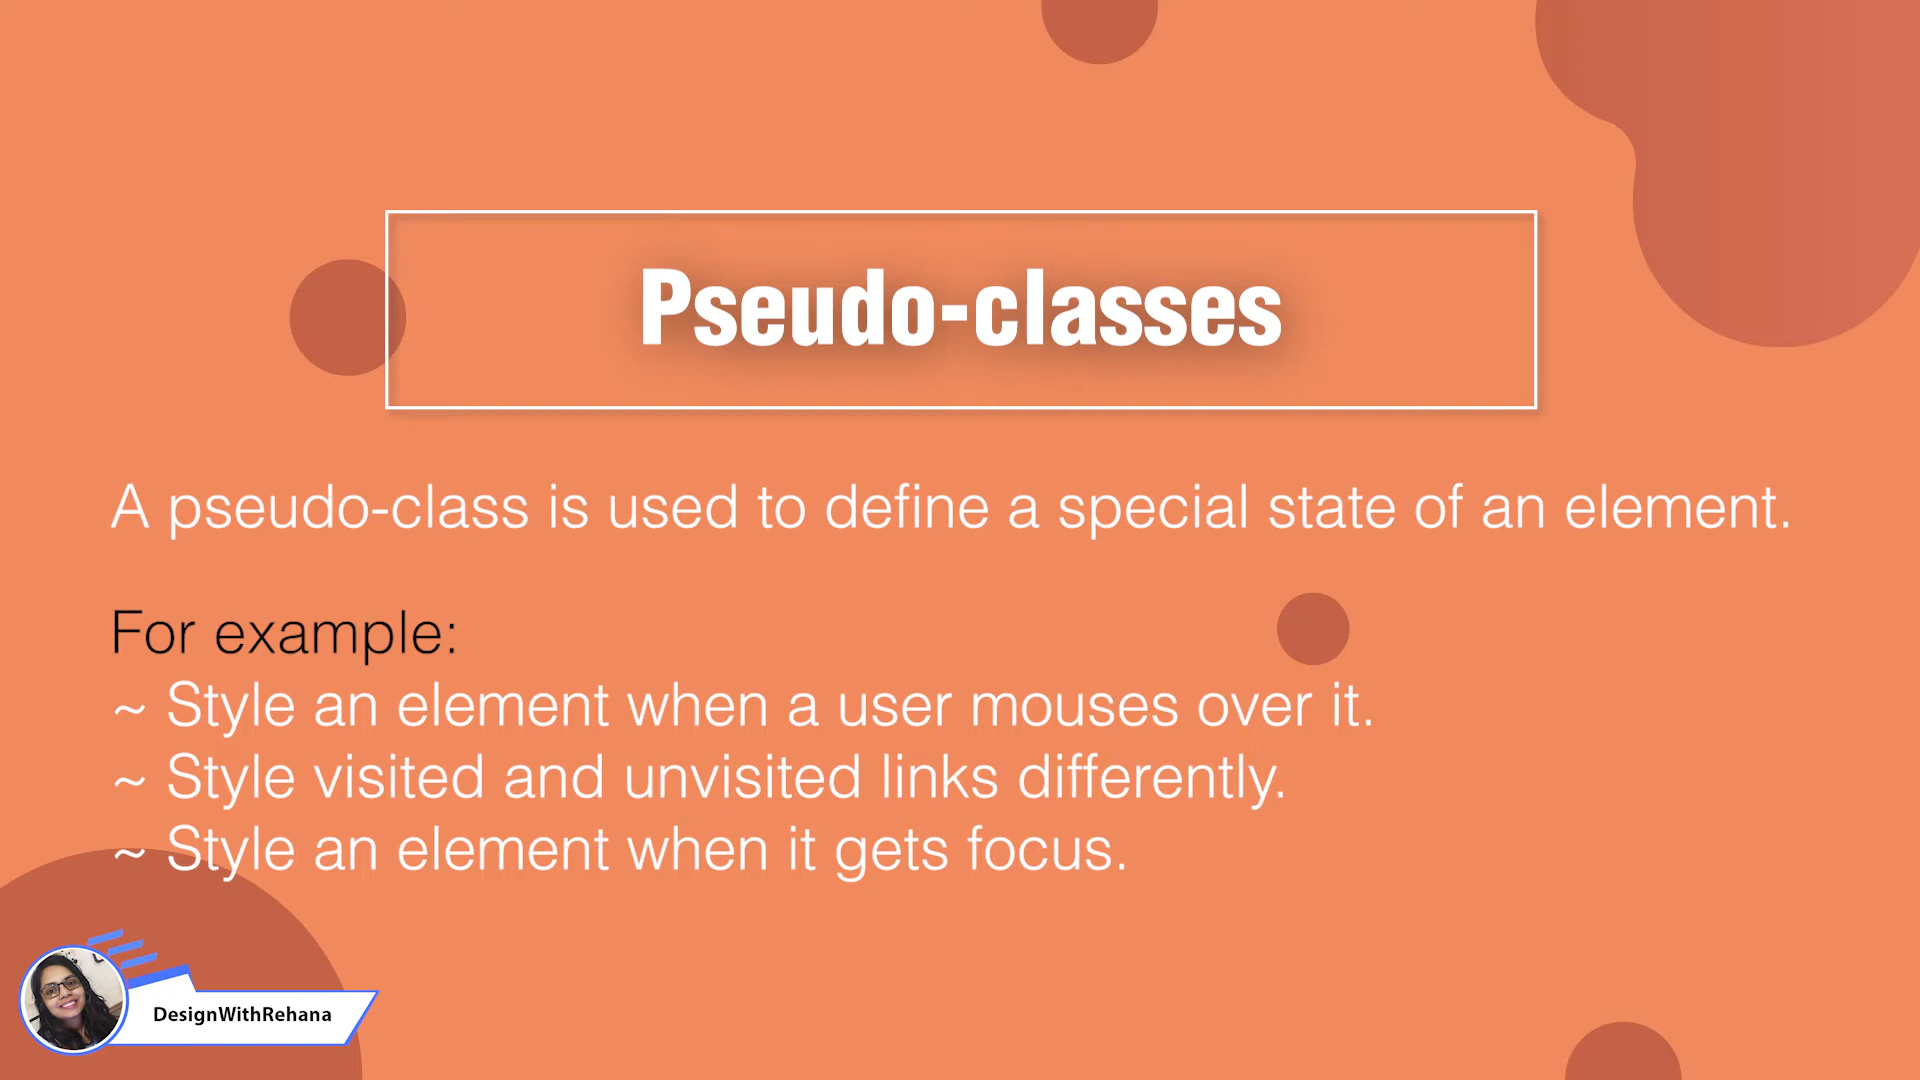 Pseudo-classes
A pseudo-class is used to define a special state of an element.
For example:
~ Style an element when a user mouses over it.
~ Style visited and unvisited links differently.
~ Style an element when it gets focus.
DesignWithRehana